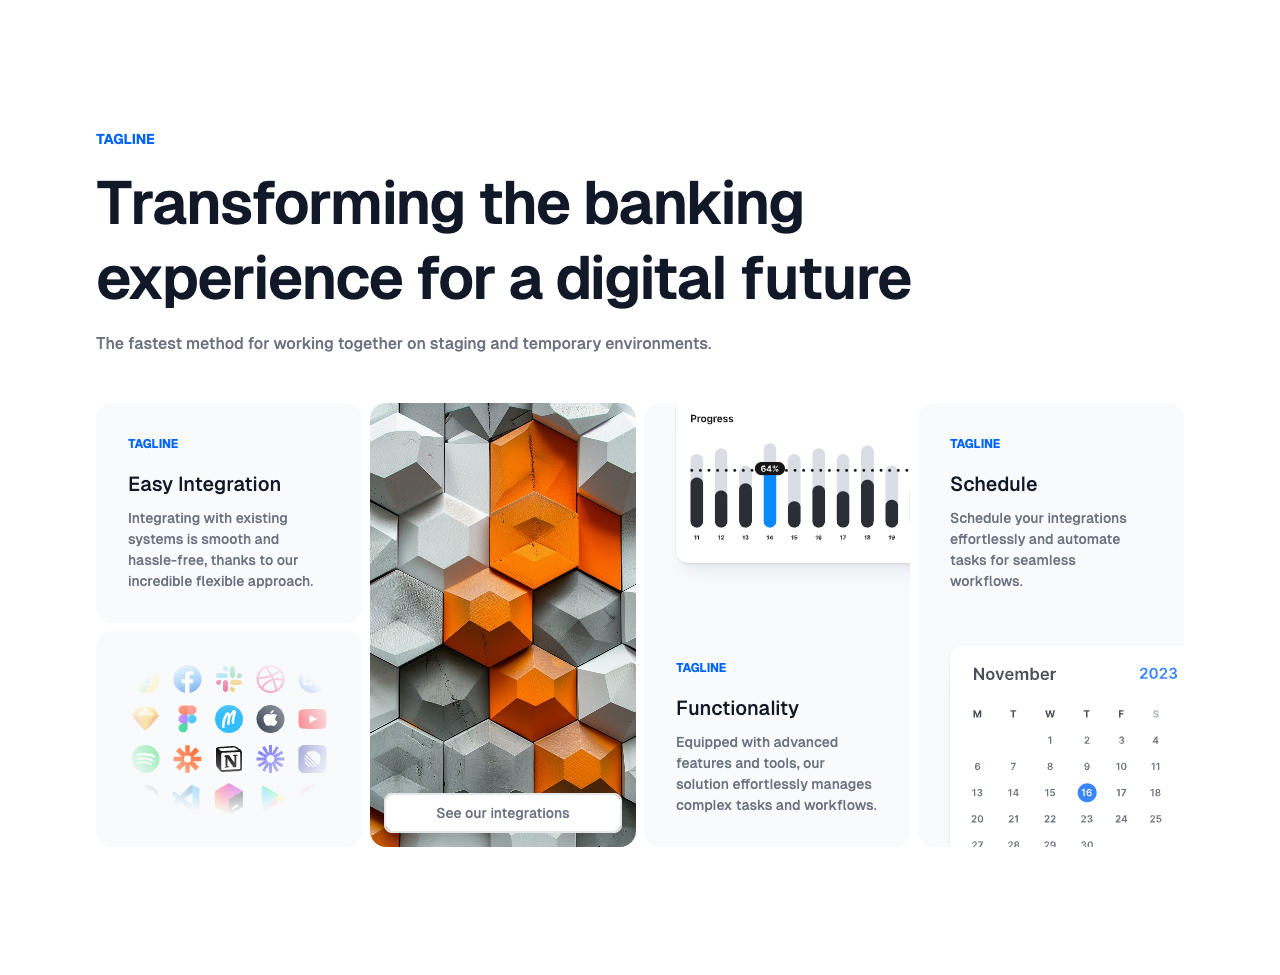 TAGLINE
Transforming the banking
experience for a digital future
The fastest method for working together on staging and temporary environments.
TAGLINE
Easy Integration
Integrating with existing
systems is smooth and
hassle-free, thanks to our
incredible flexible approach.
N
See our integrations
Progress
64%
11 12 13 14 15 16 17 18 19
TAGLINE
Functionality
Equipped with advanced
features and tools, our
solution effortlessly manages
complex tasks and workflows.
TAGLINE
Schedule
Schedule your integrations
effortlessly and automate
tasks for seamless
workflows.
November 2023
M T W T F S
1 2 3 4
6 7 8 9 10 11
13 14 15 16 17 18
20 21 22 23 24 25
27 28 29 30